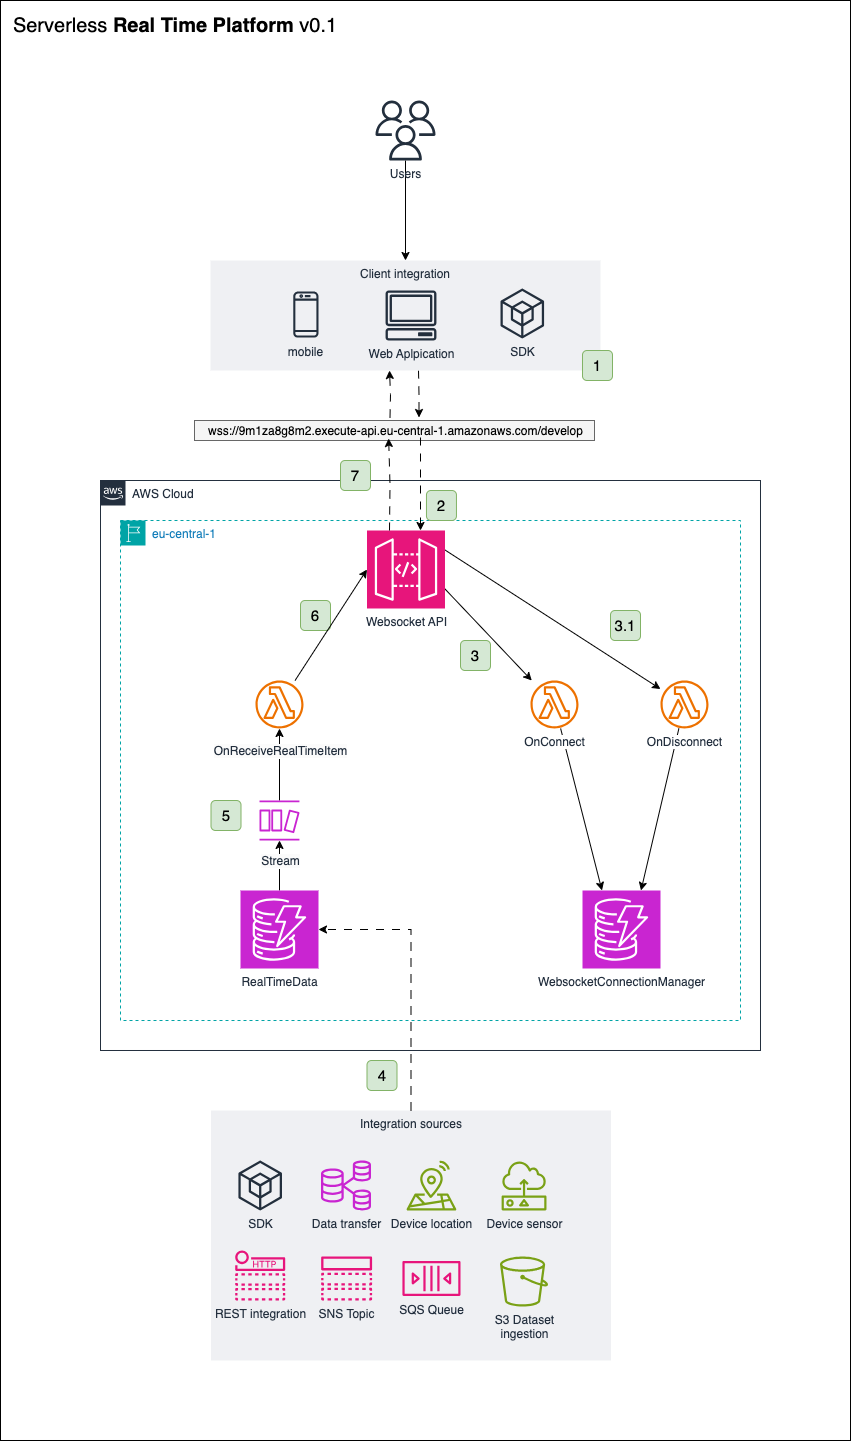 Serverless Real Time Platform v0.1
Users
Client integration
mobile
Web Aplpication
SDK
1
wss://9m1za8g8m2.execute-api.eu-central-1.amazonaws.com/develop
7
2
aws
AWS Cloud
eu-central-1
</>
Websocket API
6
3
3.1
OnReceiveRealTimeItem
OnConnect
OnDisconnect
5
Stream
RealTimeData
WebsocketConnectionManager
4
Integration sources
SDK
Data transfer
Device location
Device sensor
HTTP
REST integration
SNS Topic
SQS Queue
S3 Dataset
ingestion